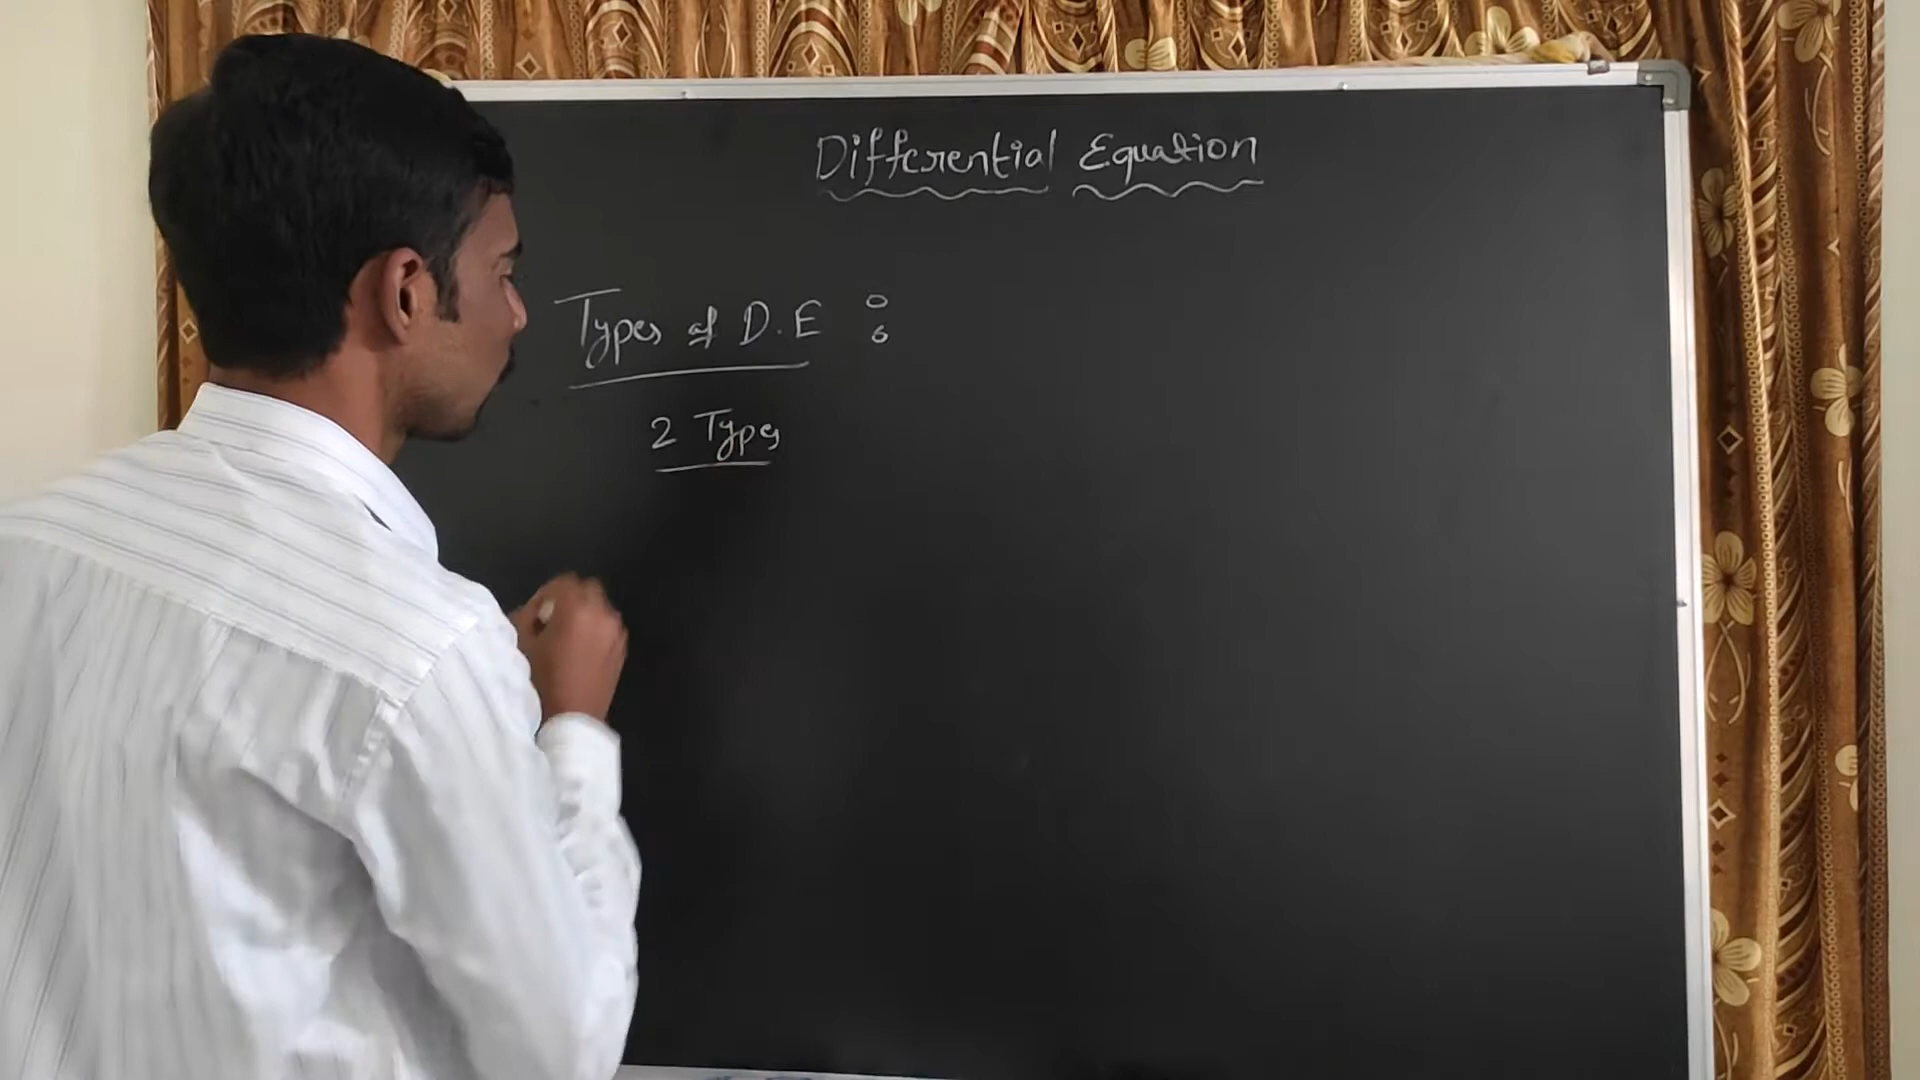 Differential Equation
Types of D.E :
2 Types